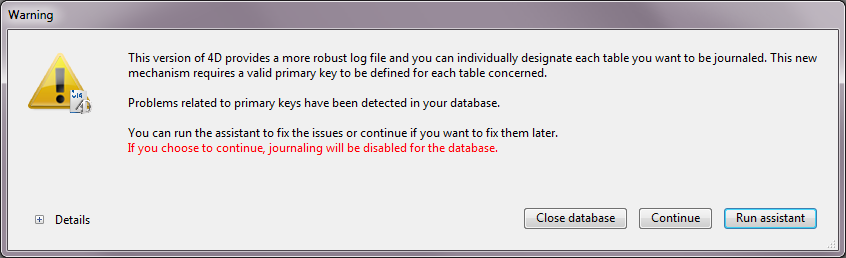 Warning
This version of 4D provides a more robust log file and you can individually designate each table you want to be journaled. This new
mechanism requires a valid primary key to be defined for each table concerned.
Problems related to primary keys have been detected in your database.
You can run the assistant to fix the issues or continue if you want to fix them later.
If you choose to continue, journaling will be disabled for the database.
Details
Close database
Continue
Run assistant